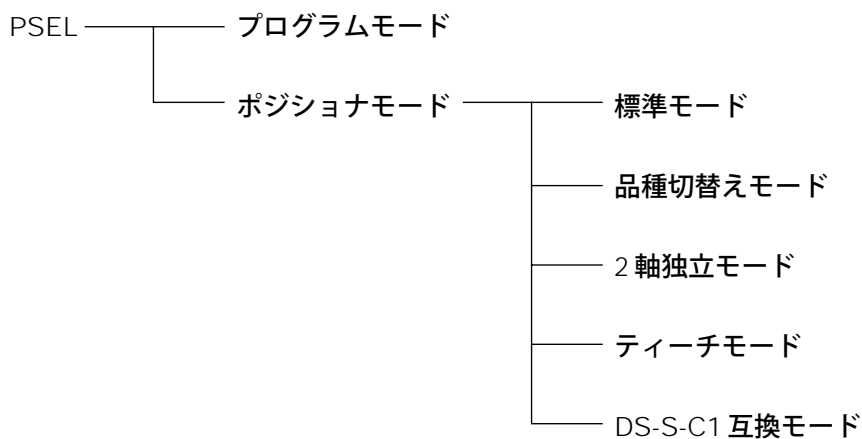 PSEL プログラムモード
ポジショナモード 標準モード
品種切替えモード
2軸独立モード
ティーチモード
DS-S-C1互換モード